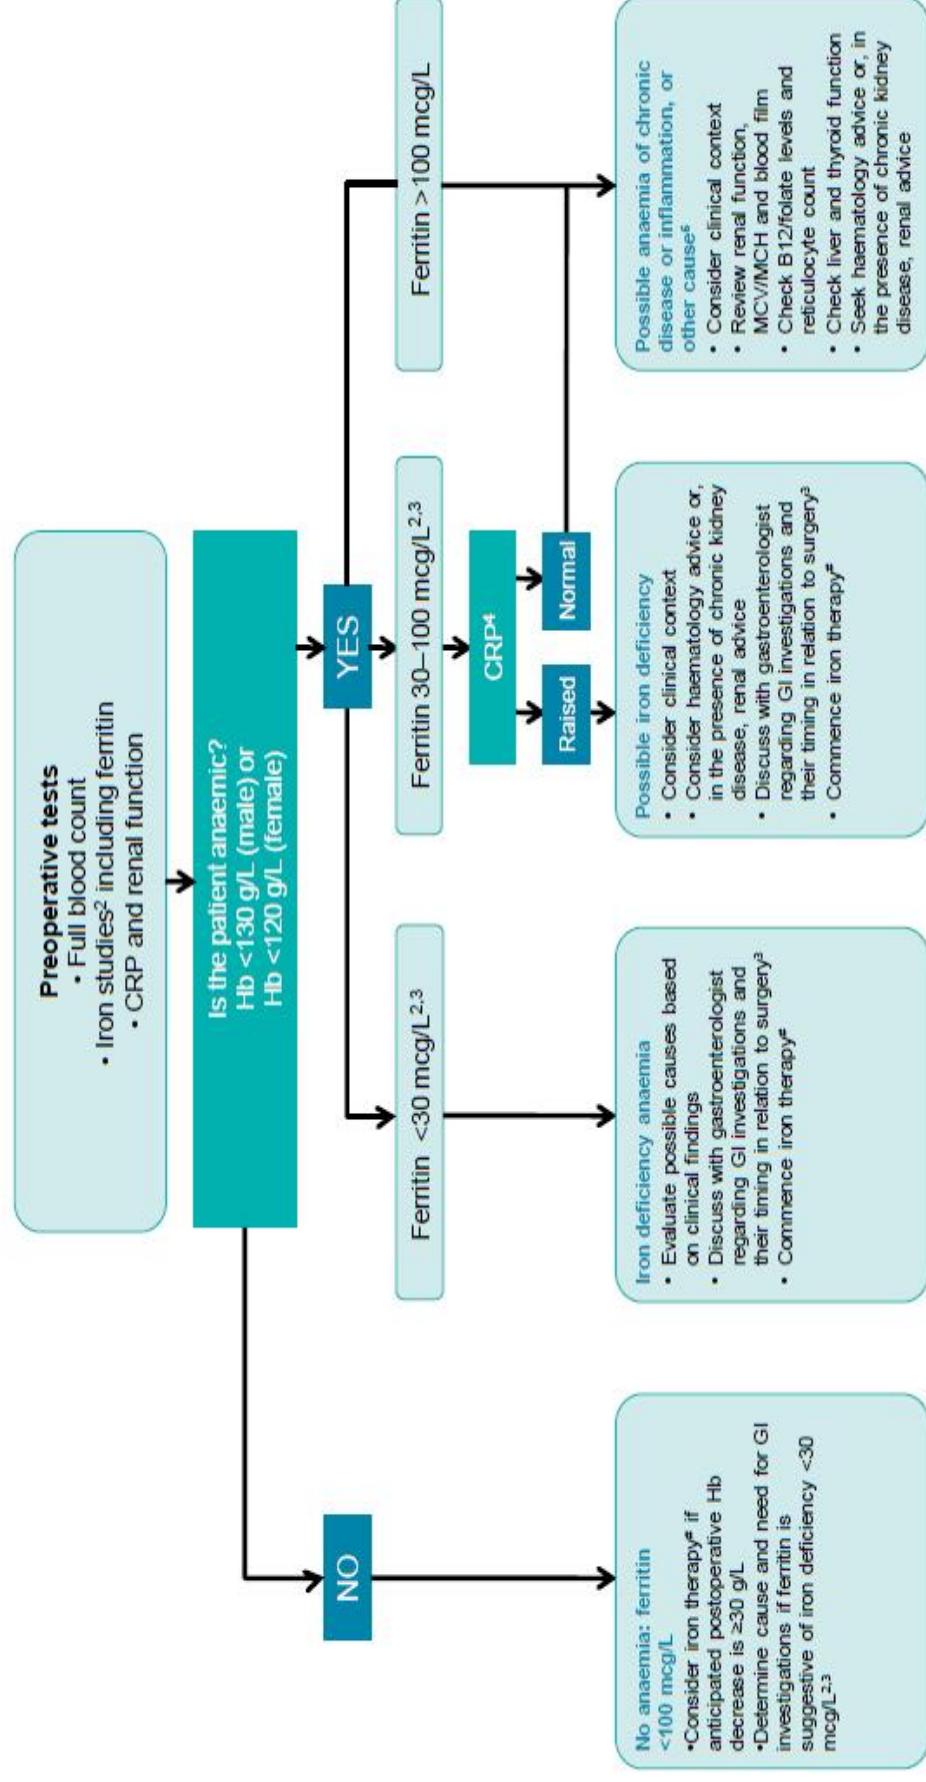 Preoperative tests
• Full blood count
• Iron studies² including ferritin
• CRP and renal function
Is the patient anaemic?
Hb <130 g/L (male) or
Hb <120 g/L (female)
NO
YES
Ferritin <30 mcg/L²,³
Ferritin 30–100 mcg/L²,³
Ferritin >100 mcg/L
CRP⁴
Raised
Normal
No anaemia: ferritin
<100 mcg/L
•Consider iron therapy# if
anticipated postoperative Hb
decrease is ≥30 g/L
•Determine cause and need for GI
investigations if ferritin is
suggestive of iron deficiency <30
mcg/L²,³
Iron deficiency anaemia
• Evaluate possible causes based
on clinical findings
• Discuss with gastroenterologist
regarding GI investigations and
their timing in relation to surgery³
• Commence iron therapy#
Possible iron deficiency
• Consider clinical context
• Consider haematology advice or,
in the presence of chronic kidney
disease, renal advice
• Discuss with gastroenterologist
regarding GI investigations and
their timing in relation to surgery³
• Commence iron therapy#
Possible anaemia of chronic
disease or inflammation, or
other cause⁶
• Consider clinical context
• Review renal function,
MCV/MCH and blood film
• Check B12/folate levels and
reticulocyte count
• Check liver and thyroid function
• Seek haematology advice or, in
the presence of chronic kidney
disease, renal advice